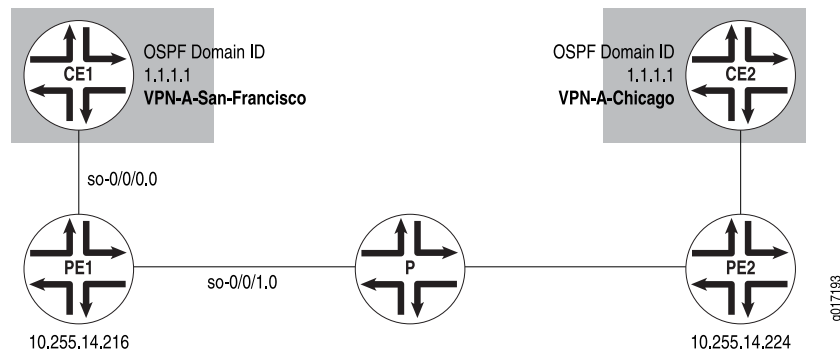 CE1
OSPF Domain ID
1.1.1.1
VPN-A-San-Francisco
OSPF Domain ID
1.1.1.1
VPN-A-Chicago
CE2
so-0/0/0.0
PE1
so-0/0/1.0
P
PE2
10.255.14.216
10.255.14.224
g017193